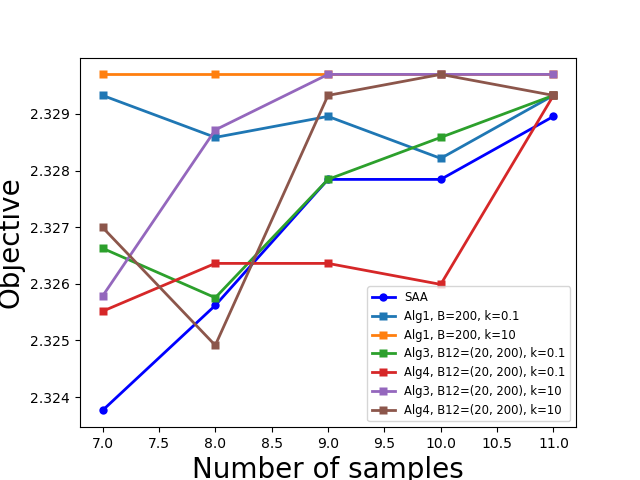 Objective
2.329
2.328
2.327
2.326
2.325
2.324
SAA
Alg1, B=200, k=0.1
Alg1, B=200, k=10
Alg3, B12=(20, 200), k=0.1
Alg4, B12=(20, 200), k=0.1
Alg3, B12=(20, 200), k=10
Alg4, B12=(20, 200), k=10
7.0 7.5 8.0 8.5 9.0 9.5 10.0 10.5 11.0
Number of samples